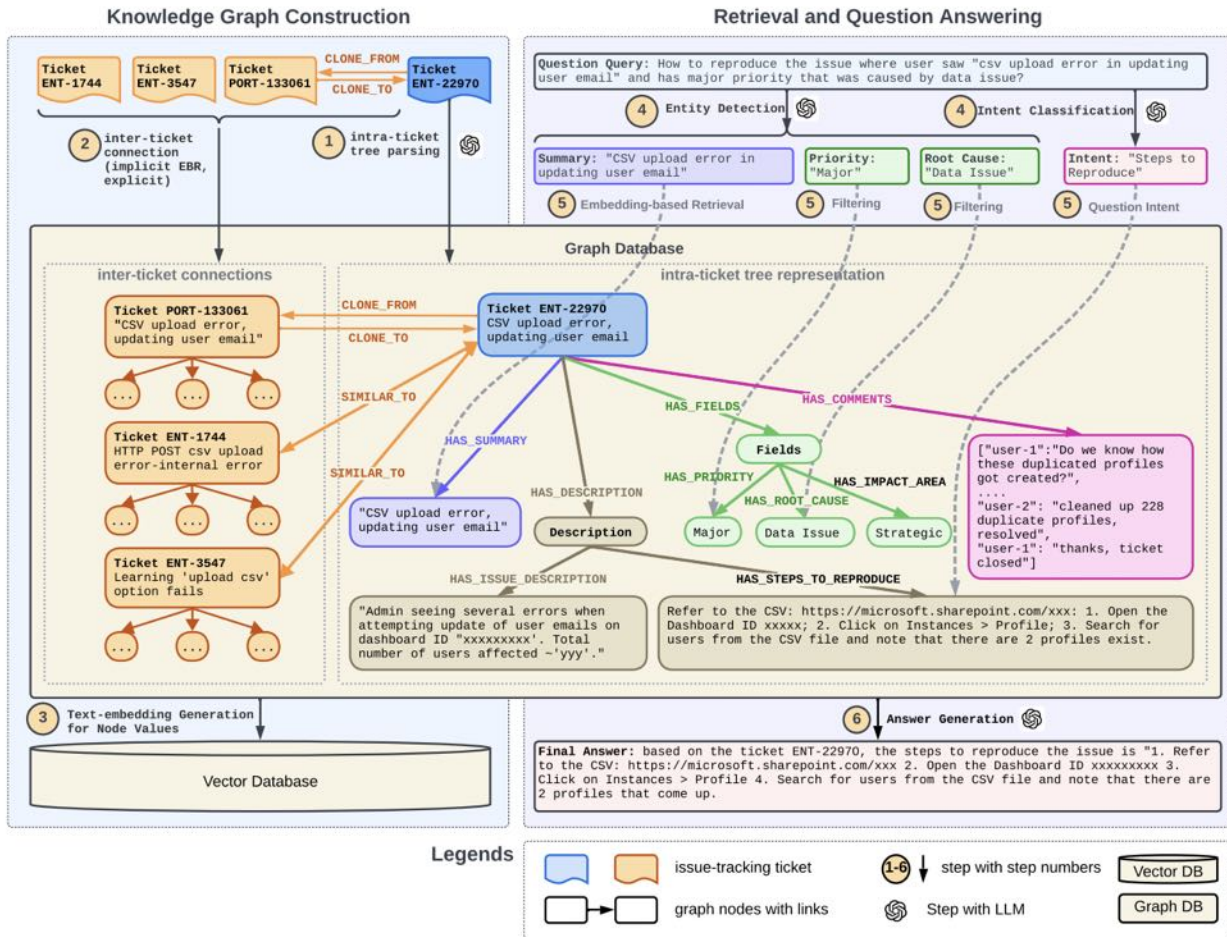 Knowledge Graph Construction
Retrieval and Question Answering
Ticket
ENT-1744
Ticket
ENT-3547
Ticket
PORT-133061
CLONE_FROM
CLONE_TO
Ticket
ENT-22970
2
inter-ticket
connection
(implicit EBR,
explicit)
1
intra-ticket
tree parsing
Question Query: How to reproduce the issue where user saw "csv upload error in updating
user email" and has major priority that was caused by data issue?
4
Entity Detection
4
Intent Classification
Summary: "CSV upload error in
updating user email"
Priority:
"Major"
Root Cause:
"Data Issue"
Intent: "Steps to
Reproduce"
5
Embedding-based Retrieval
5
Filtering
5
Filtering
5
Question Intent
Graph Database
inter-ticket connections
intra-ticket tree representation
Ticket PORT-133061
"CSV upload error,
updating user email"
CLONE_FROM
CLONE_TO
Ticket ENT-22970
CSV upload error,
updating user email
...
...
...
SIMILAR_TO
Ticket ENT-1744
HTTP POST csv upload
error-internal error
...
...
...
SIMILAR_TO
Ticket ENT-3547
Learning 'upload csv'
option fails
...
...
...
HAS_SUMMARY
"CSV upload error,
updating user email"
HAS_DESCRIPTION
Description
HAS_FIELDS
Fields
HAS_PRIORITY
HAS_ROOT_CAUSE
HAS_IMPACT_AREA
Major
Data Issue
Strategic
HAS_COMMENTS
["user-1":"Do we know how
these duplicated profiles
got created?",
....
"user-2": "cleaned up 228
duplicate profiles,
resolved",
"user-1": "thanks, ticket
closed"]
HAS_ISSUE_DESCRIPTION
HAS_STEPS_TO_REPRODUCE
"Admin seeing several errors when
attempting update of user emails on
dashboard ID "xxxxxxxxx'. Total
number of users affected ~'yyy'."
Refer to the CSV: https://microsoft.sharepoint.com/xxx: 1. Open the
Dashboard ID xxxxx; 2. Click on Instances > Profile; 3. Search for
users from the CSV file and note that there are 2 profiles exist.
3
Text-embedding Generation
for Node Values
Vector Database
6
Answer Generation
Final Answer: based on the ticket ENT-22970, the steps to reproduce the issue is "1. Refer
to the CSV: https://microsoft.sharepoint.com/xxx 2. Open the Dashboard ID xxxxxxxxx 3.
Click on Instances > Profile 4. Search for users from the CSV file and note that there are
2 profiles that come up.
Legends
issue-tracking ticket
1-6
step with step numbers
Vector DB
graph nodes with links
Step with LLM
Graph DB